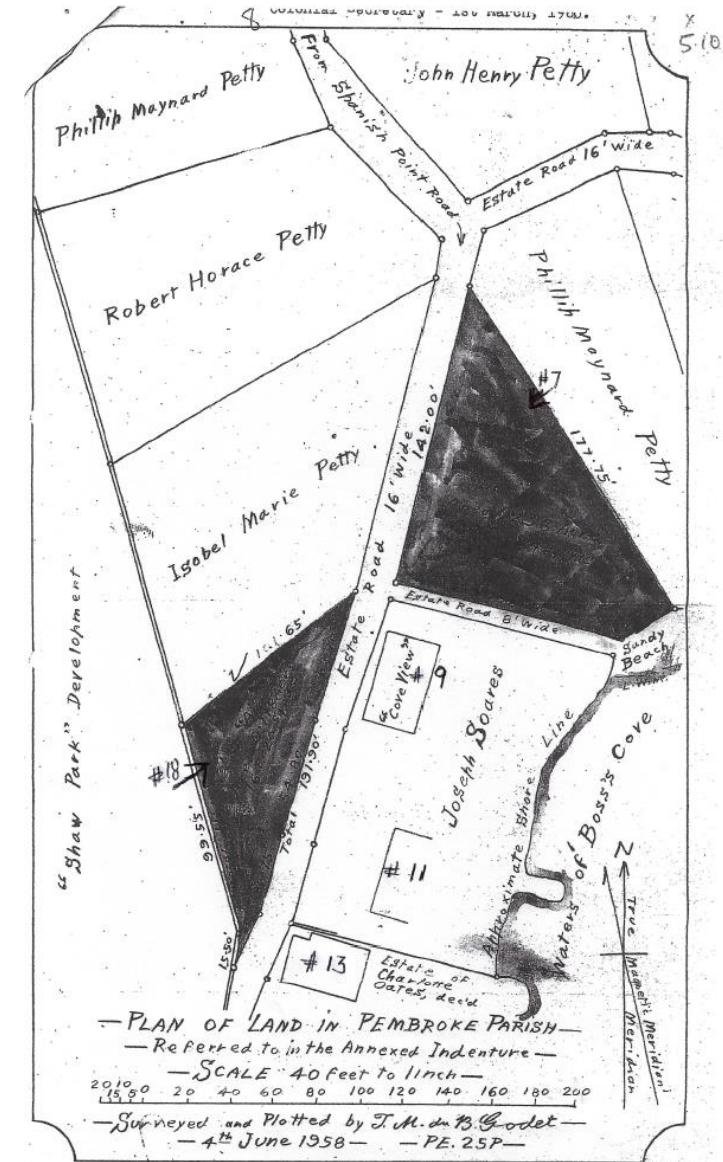 8
Colonial Secretary - 1st March, 1960.
x
5.10
Phillip Maynard Petty
From Spanish Point Road
John Henry Petty
Estate Road 16' Wide
Robert Horace Petty
Phillip Maynard Petty
#7
177.75'
142.00'
Estate Road 16' Wide
Isobel Marie Petty
Estate Road 8' Wide
Sandy
Beach
"Cove View"
#9
Joseph Soares
"Shaw Park" Development
#18
Total 191.90'
15.50'
#11
Approximate Shore Line
Waters of Boss's Cove
N
True Meridian
Magnetic Meridian
#13
Estate of
Charlotte
Oates, dec'd
—PLAN OF LAND IN PEMBROKE PARISH—
—Referred to in the Annexed Indenture—
—SCALE 40 feet to 1 inch—
20 10 0 20 40 60 80 100 120 140 160 180 200
15 5
—Surveyed and Plotted by J. M. du B. Godet—
—4th June 1958— —PE. 25P—